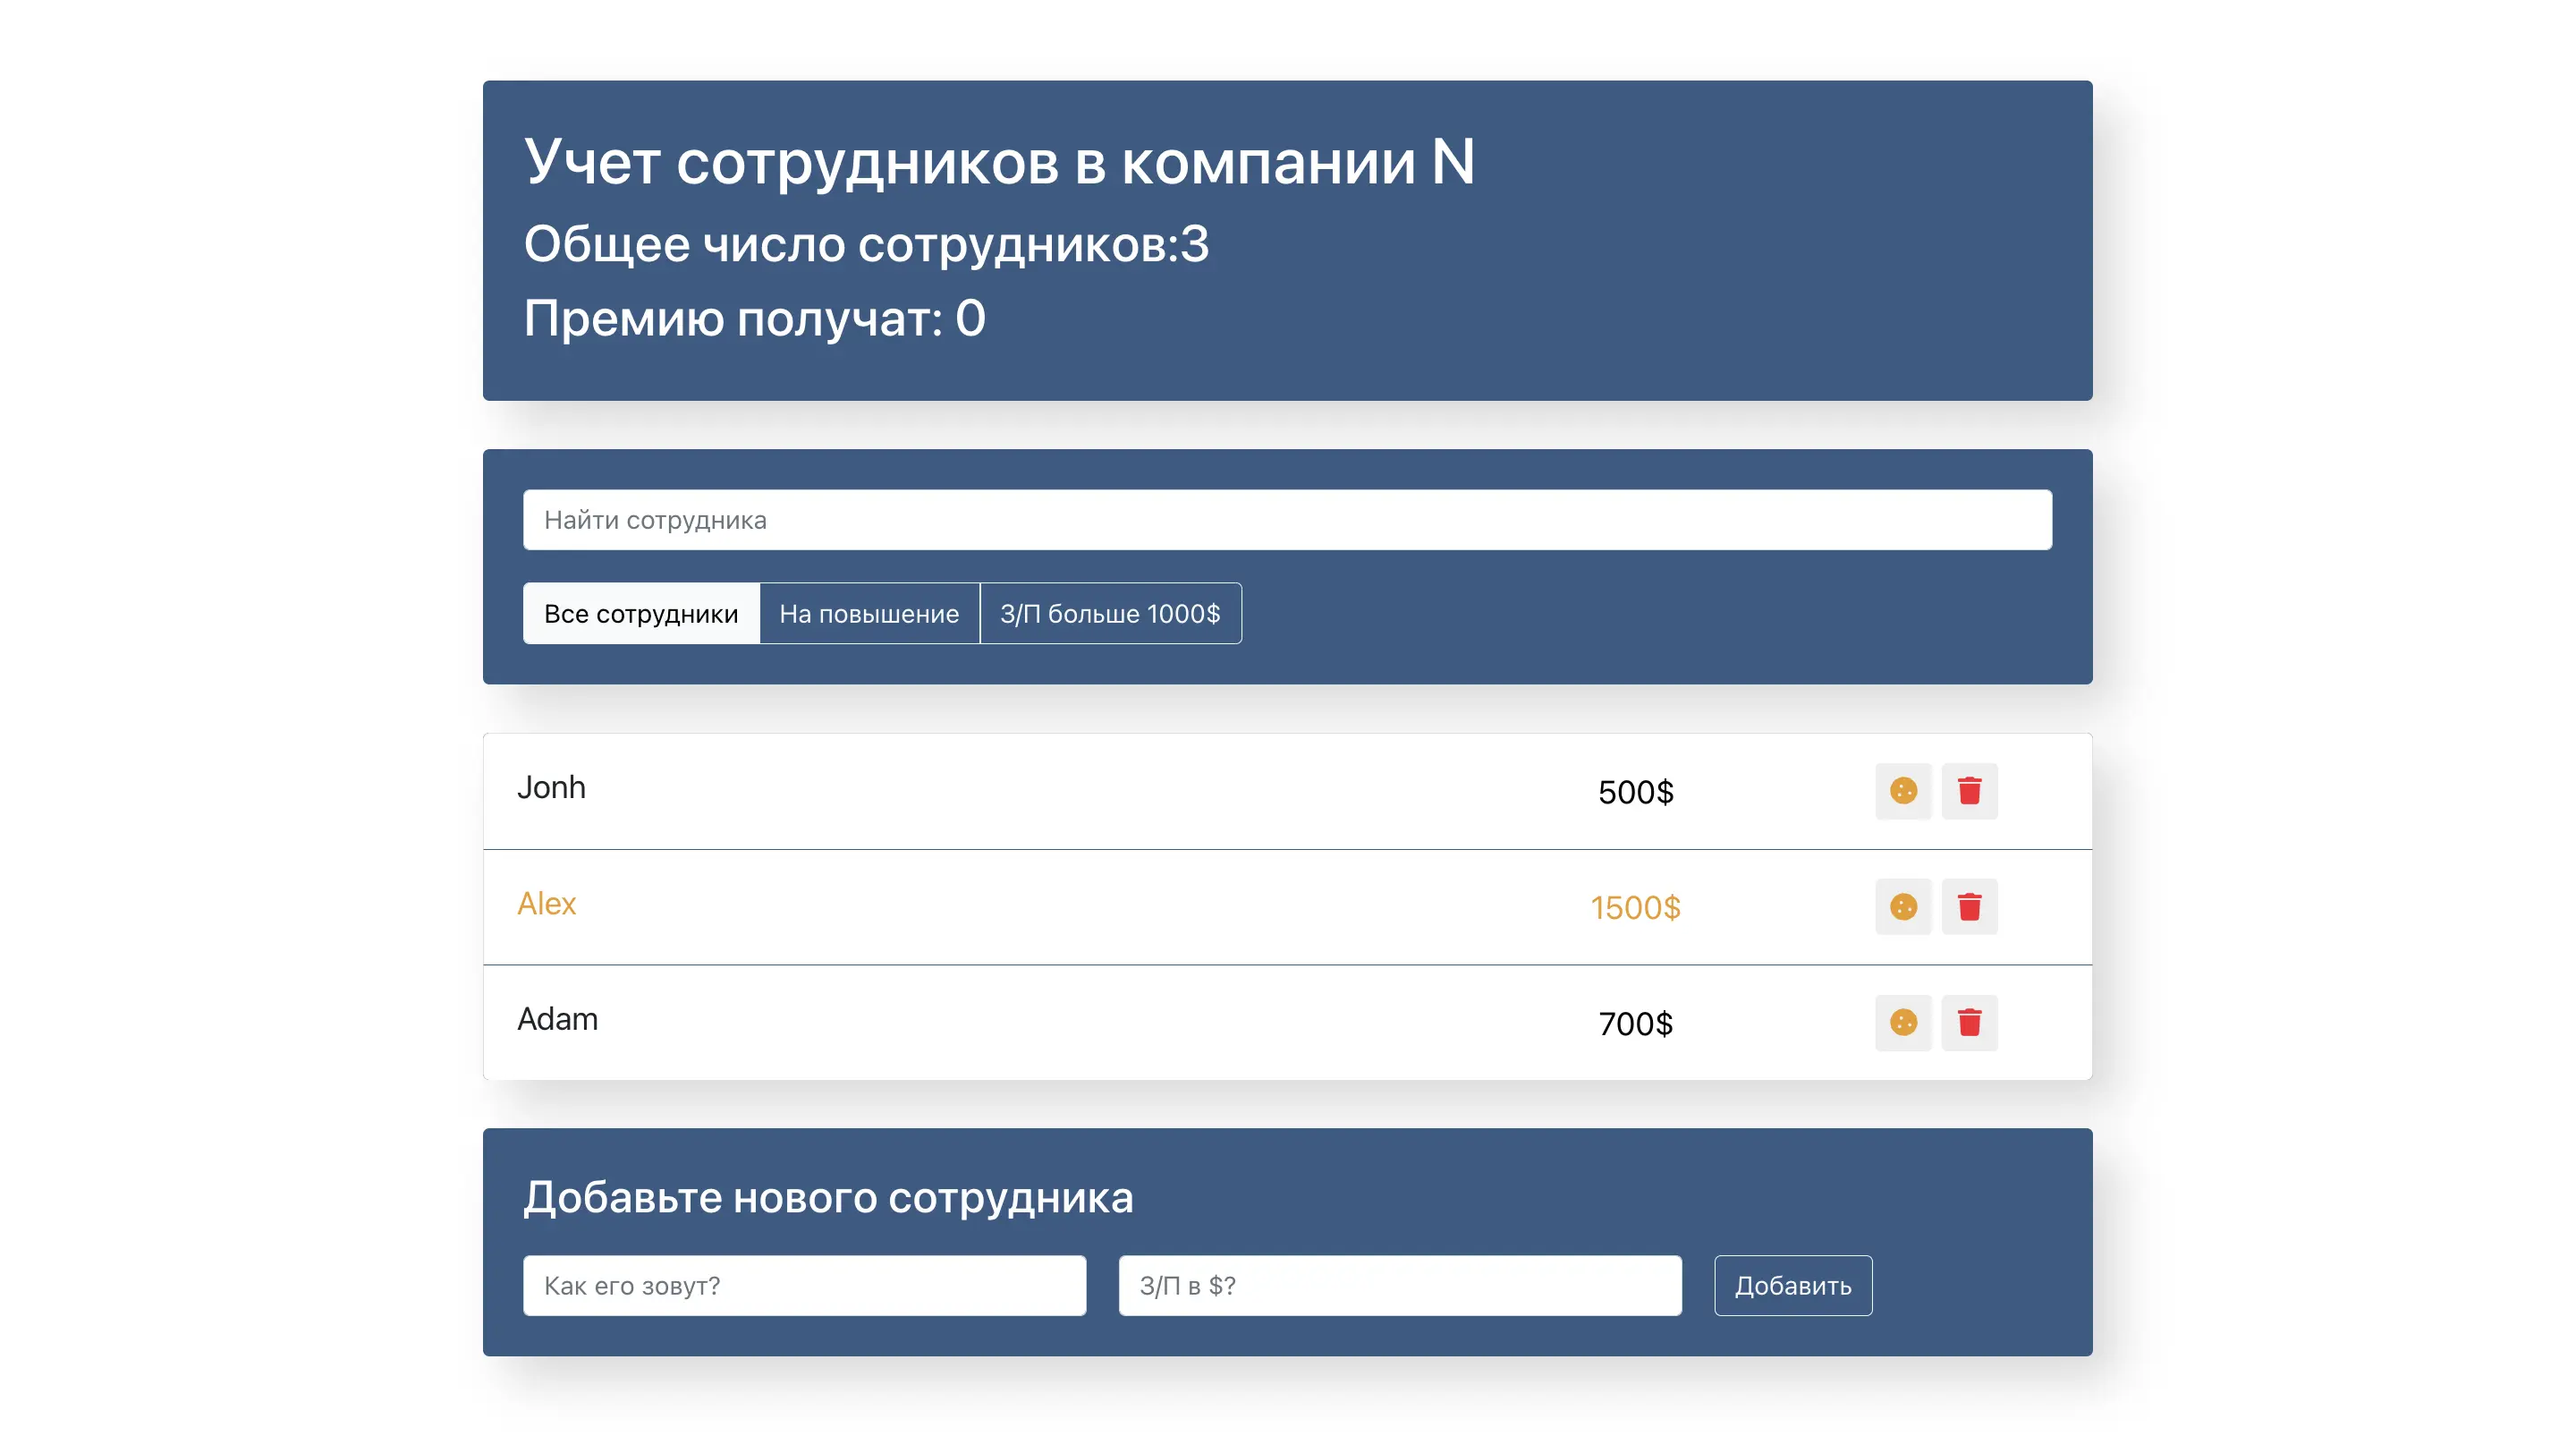 Учет сотрудников в компании N
Общее число сотрудников:3
Премию получат: 0
Найти сотрудника
Все сотрудники На повышение З/П больше 1000$
Jonh 500$
Alex 1500$
Adam 700$
Добавьте нового сотрудника
Как его зовут? З/П в $? Добавить